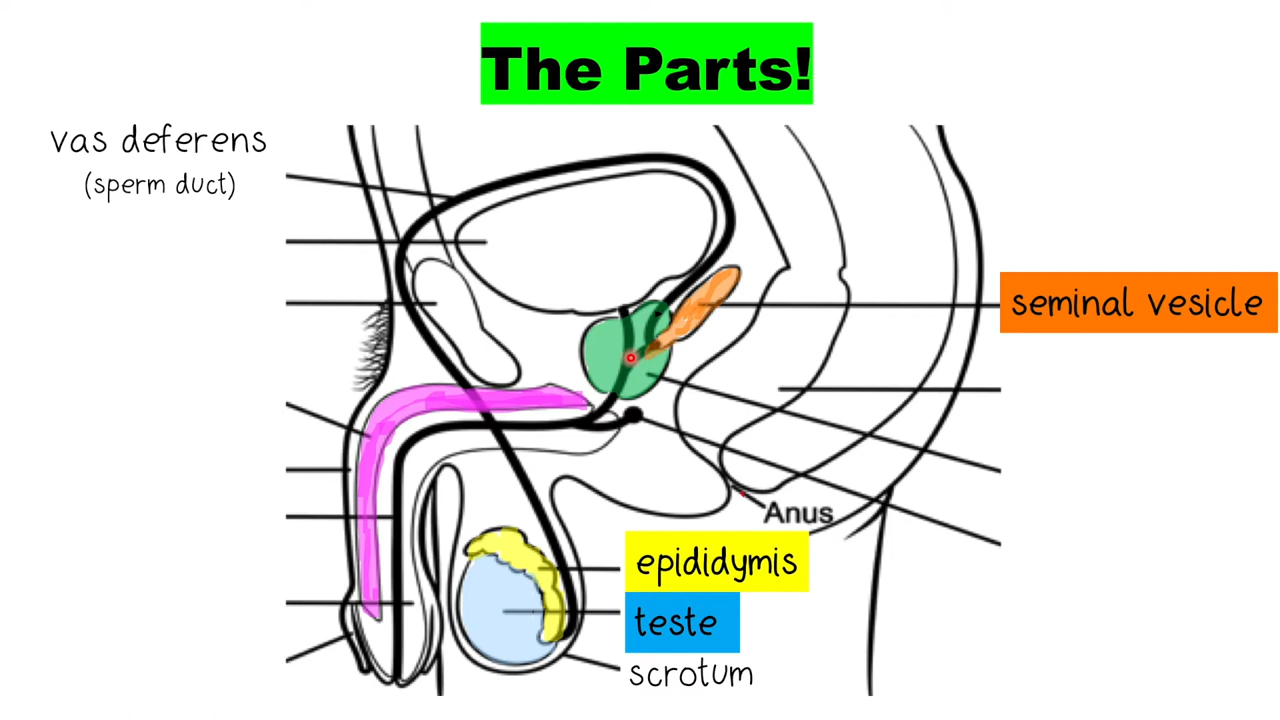 The Parts!
vas deferens
(sperm duct)
seminal vesicle
Anus
epididymis
teste
scrotum